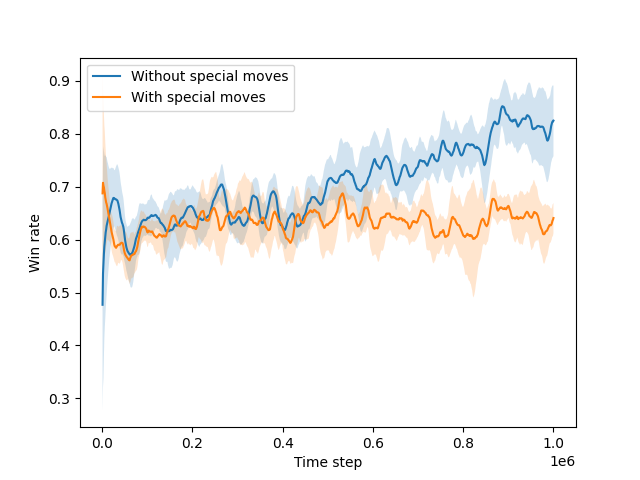 Without special moves
With special moves
Win rate
0.9
0.8
0.7
0.6
0.5
0.4
0.3
0.0 0.2 0.4 0.6 0.8 1.0
1e6
Time step